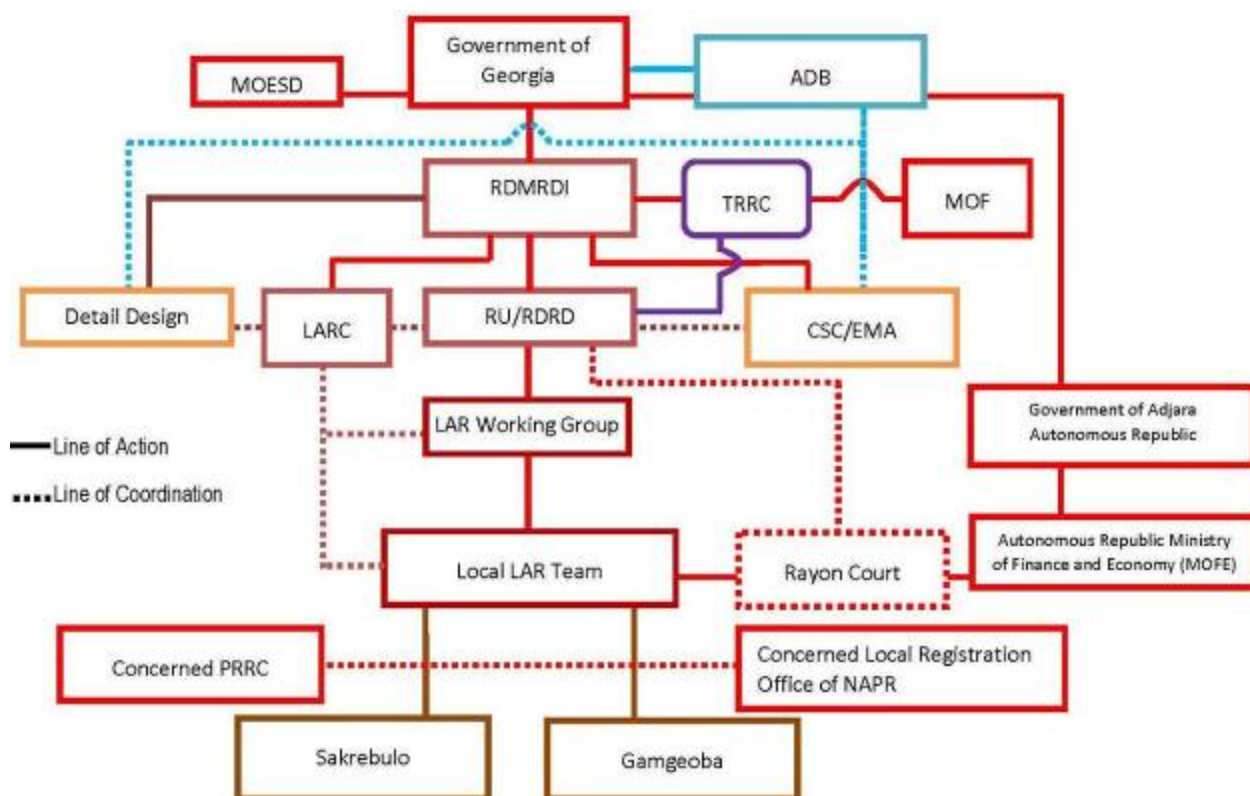 Government of
Georgia
MOESD
ADB
RDMRDI
TRRC
MOF
Detail Design
LARC
RU/RDRD
CSC/EMA
LAR Working Group
Government of Adjara
Autonomous Republic
Line of Action
Line of Coordination
Local LAR Team
Rayon Court
Autonomous Republic Ministry
of Finance and Economy (MOFE)
Concerned PRRC
Concerned Local Registration
Office of NAPR
Sakrebulo
Gamgeoba